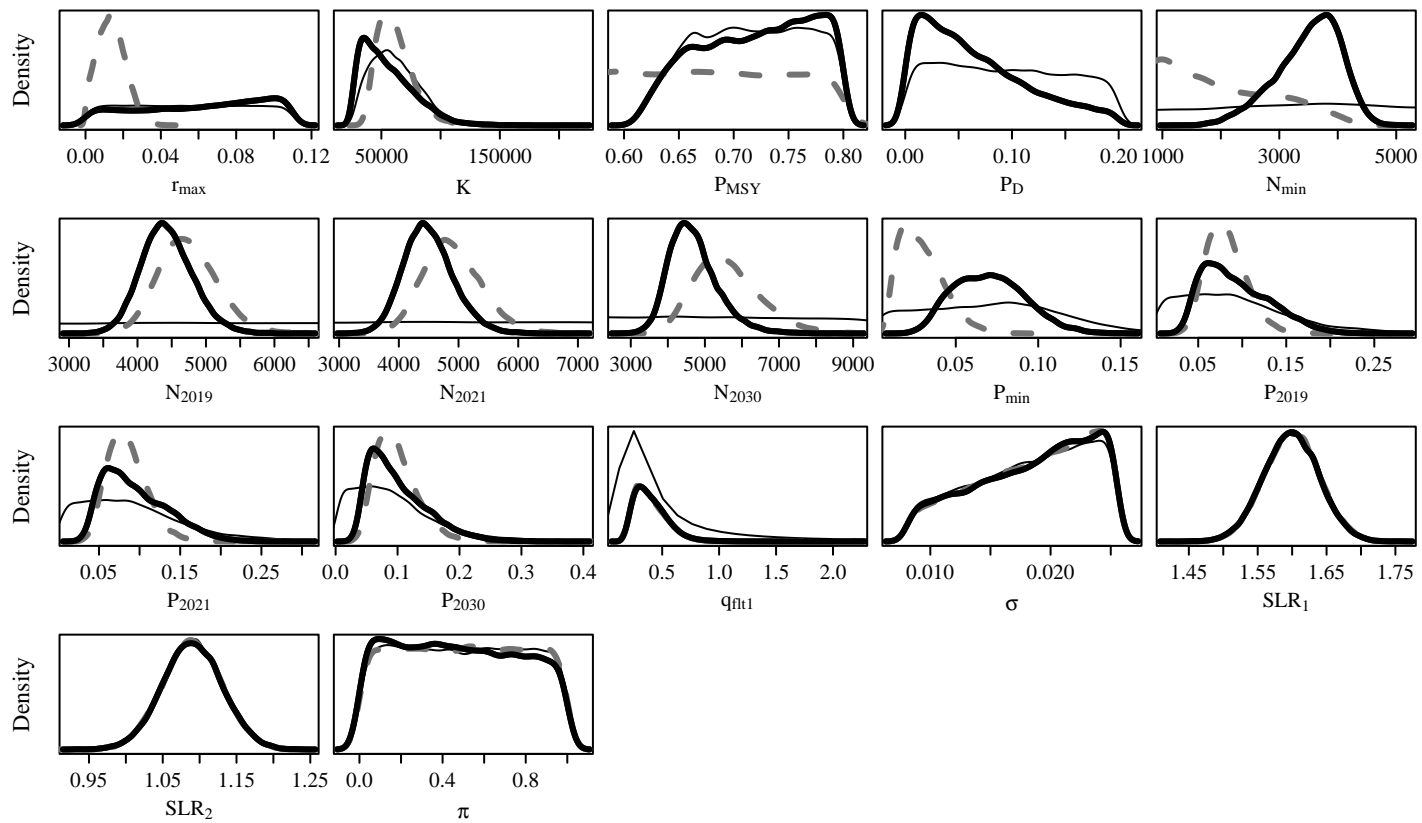 Density
0.00 0.04 0.08 0.12
r_max
50000 150000
K
0.60 0.65 0.70 0.75 0.80
P_MSY
0.00 0.10 0.20
P_D
1000 3000 5000
N_min
Density
3000 4000 5000 6000
N_2019
3000 4000 5000 6000 7000
N_2021
3000 5000 7000 9000
N_2030
0.05 0.10 0.15
P_min
0.05 0.15 0.25
P_2019
Density
0.05 0.15 0.25
P_2021
0.0 0.1 0.2 0.3 0.4
P_2030
0.5 1.0 1.5 2.0
q_flt1
0.010 0.020
σ
1.45 1.55 1.65 1.75
SLR_1
Density
0.95 1.05 1.15 1.25
SLR_2
0.0 0.4 0.8
π